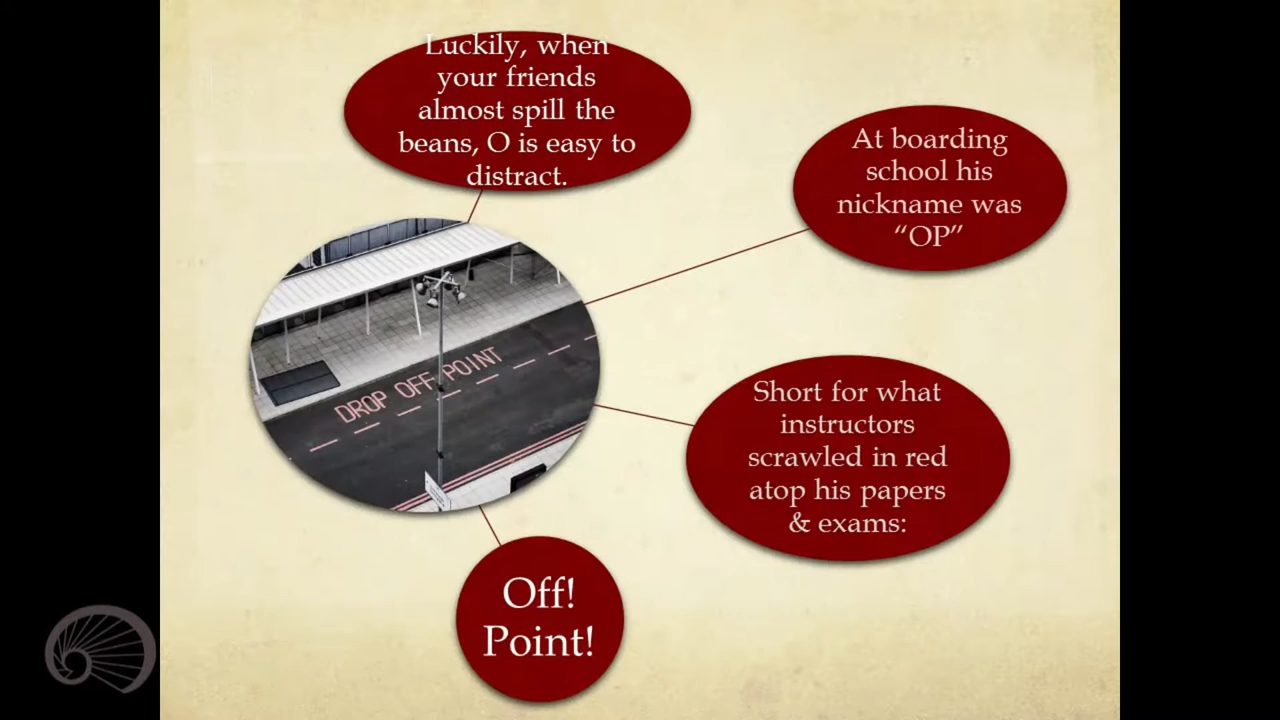 Luckily, when
your friends
almost spill the
beans, O is easy to
distract.
At boarding
school his
nickname was
“OP”
DROP OFF POINT
Short for what
instructors
scrawled in red
atop his papers
& exams:
Off!
Point!